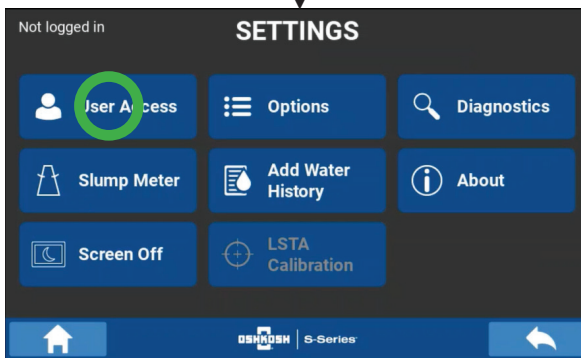 Not logged in
SETTINGS
User Access
Options
Diagnostics
Slump Meter
Add Water
History
About
Screen Off
LSTA
Calibration
OSHKOSH | S-Series